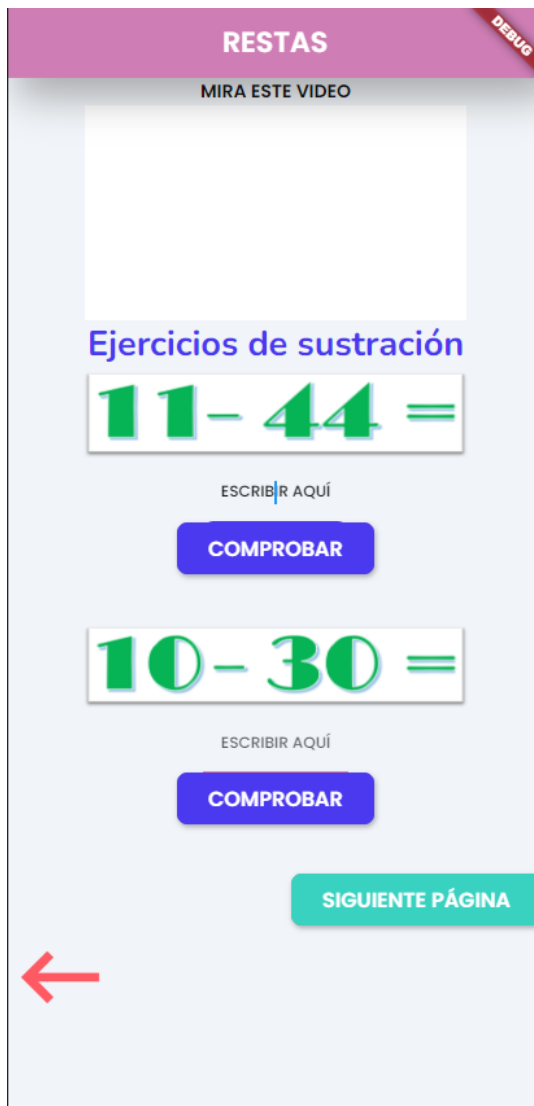 RESTAS
DEBUG
MIRA ESTE VIDEO
Ejercicios de sustración
11- 44 =
ESCRIBIR AQUÍ
COMPROBAR
10- 30 =
ESCRIBIR AQUÍ
COMPROBAR
SIGUIENTE PÁGINA